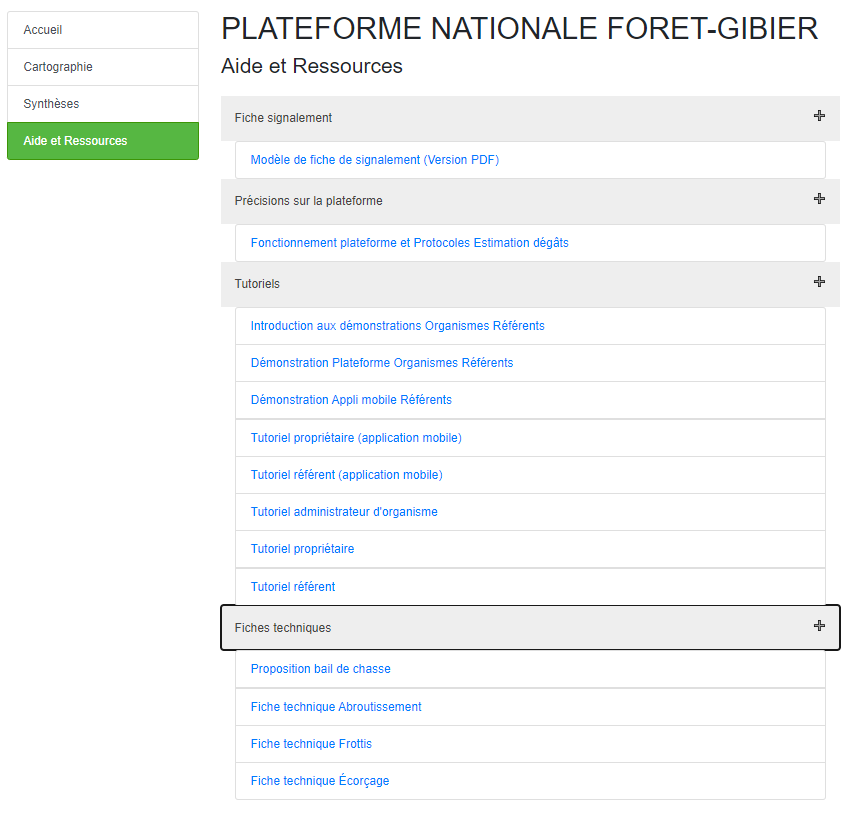 Accueil
Cartographie
Synthèses
Aide et Ressources
PLATEFORME NATIONALE FORET-GIBIER
Aide et Ressources
Fiche signalement
Modèle de fiche de signalement (Version PDF)
Précisions sur la plateforme
Fonctionnement plateforme et Protocoles Estimation dégâts
Tutoriels
Introduction aux démonstrations Organismes Référents
Démonstration Plateforme Organismes Référents
Démonstration Appli mobile Référents
Tutoriel propriétaire (application mobile)
Tutoriel référent (application mobile)
Tutoriel administrateur d'organisme
Tutoriel propriétaire
Tutoriel référent
Fiches techniques
Proposition bail de chasse
Fiche technique Abroutissement
Fiche technique Frottis
Fiche technique Écorçage